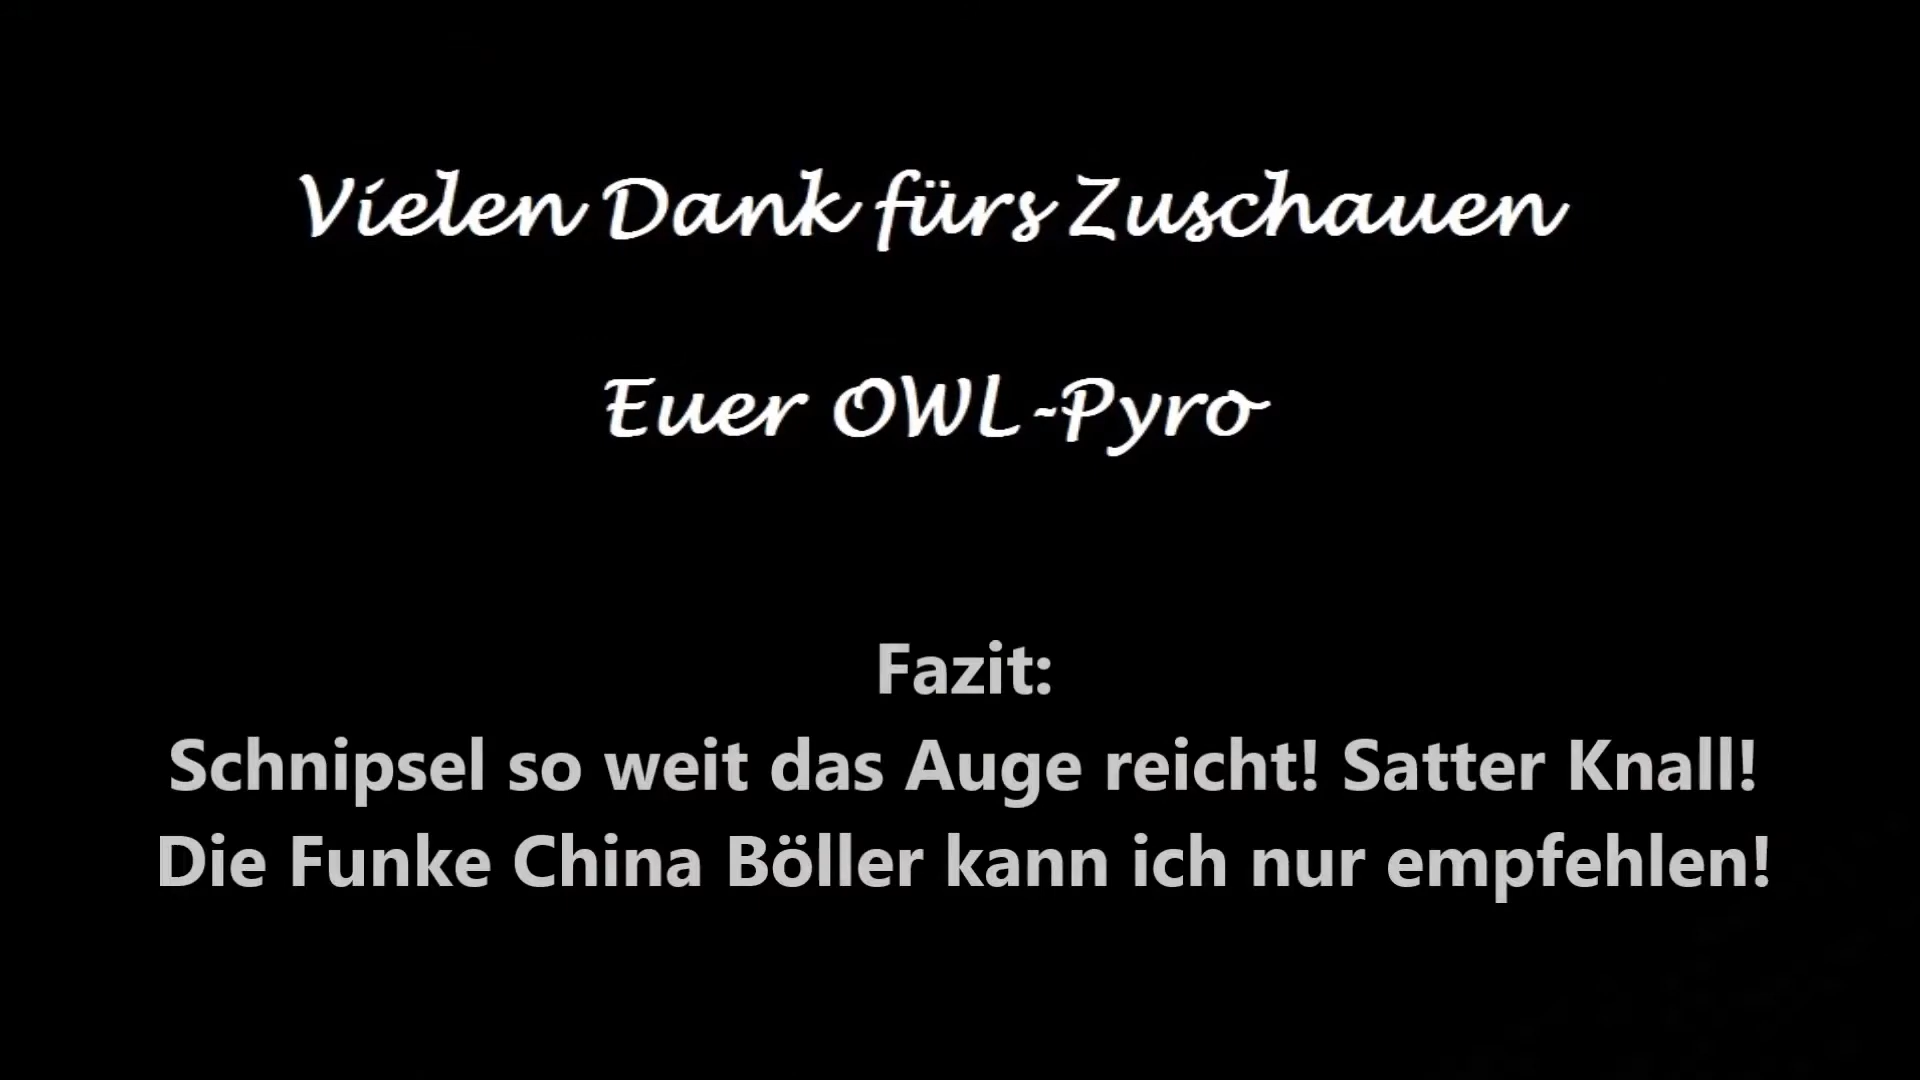 Vielen Dank fürs Zuschauen
Euer OWL-Pyro
Fazit:
Schnipsel so weit das Auge reicht! Satter Knall!
Die Funke China Böller kann ich nur empfehlen!